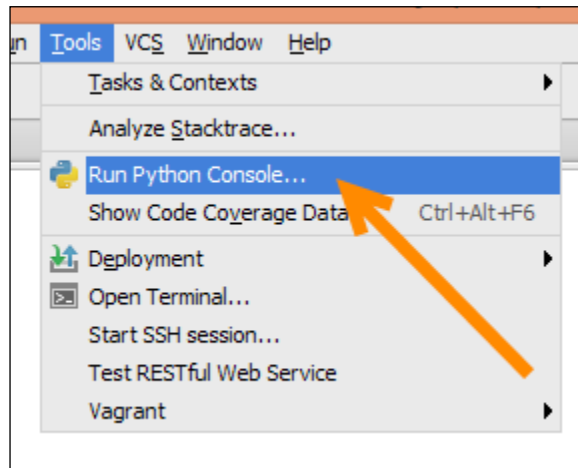 un Tools VCS Window Help
Tasks & Contexts
Analyze Stacktrace...
Run Python Console...
Show Code Coverage Data Ctrl+Alt+F6
Deployment
Open Terminal...
Start SSH session...
Test RESTful Web Service
Vagrant